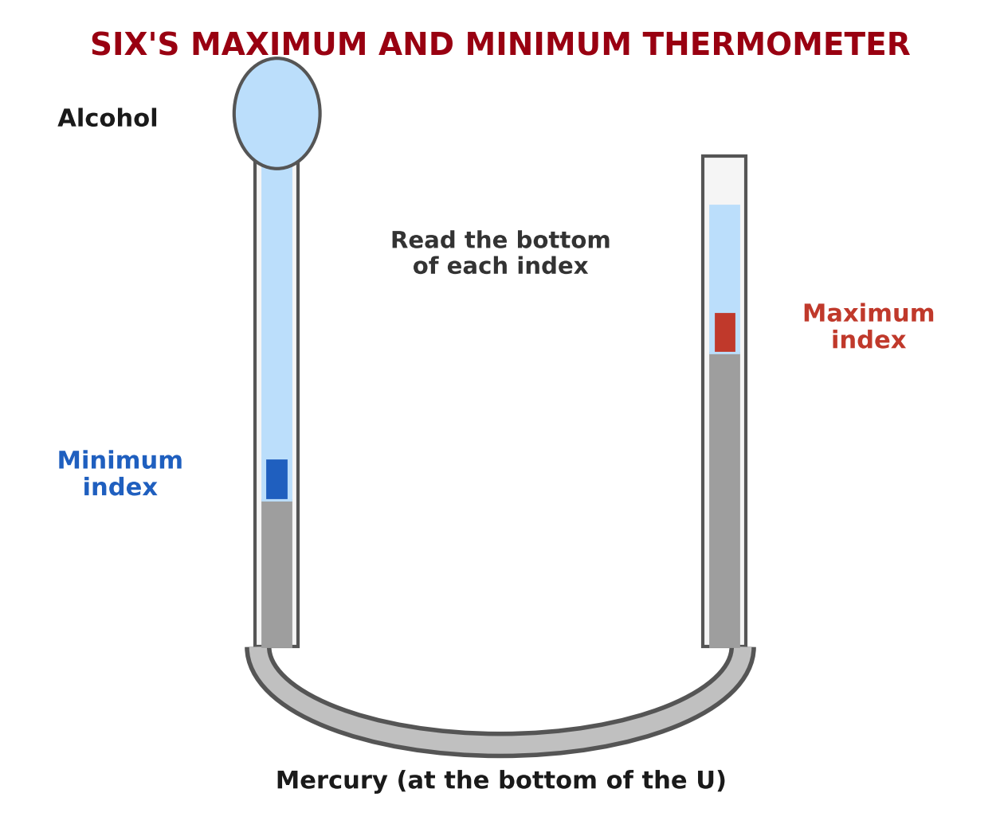 SIX'S MAXIMUM AND MINIMUM THERMOMETER
Alcohol
Read the bottom
of each index
Maximum
index
Minimum
index
Mercury (at the bottom of the U)